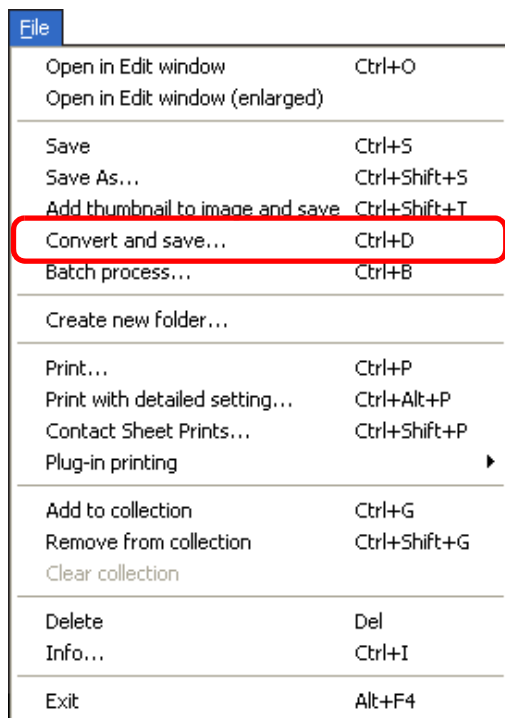 File
Open in Edit window Ctrl+O
Open in Edit window (enlarged)
Save Ctrl+S
Save As... Ctrl+Shift+S
Add thumbnail to image and save Ctrl+Shift+T
Convert and save... Ctrl+D
Batch process... Ctrl+B
Create new folder...
Print... Ctrl+P
Print with detailed setting... Ctrl+Alt+P
Contact Sheet Prints... Ctrl+Shift+P
Plug-in printing
Add to collection Ctrl+G
Remove from collection Ctrl+Shift+G
Clear collection
Delete Del
Info... Ctrl+I
Exit Alt+F4